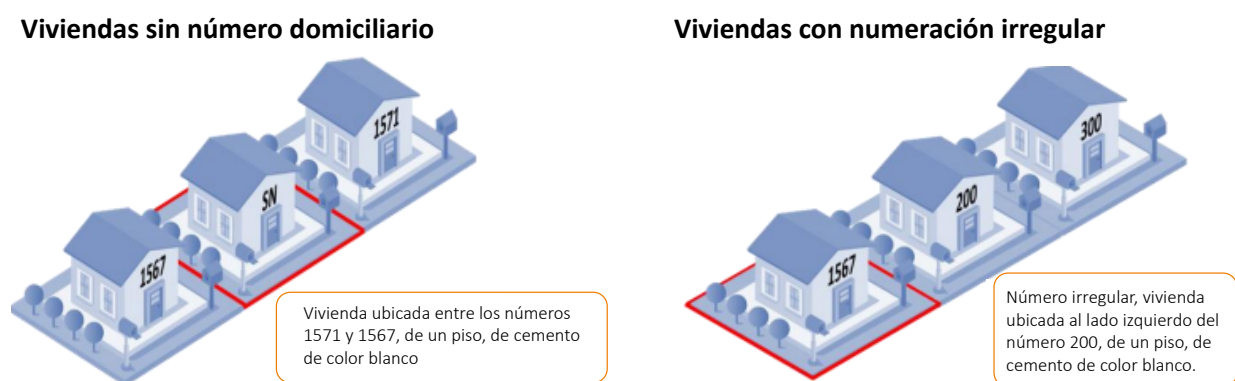 Viviendas sin número domiciliario
1571
SN
1567
Vivienda ubicada entre los números
1571 y 1567, de un piso, de cemento
de color blanco
Viviendas con numeración irregular
300
200
1567
Número irregular, vivienda
ubicada al lado izquierdo del
número 200, de un piso, de
cemento de color blanco.